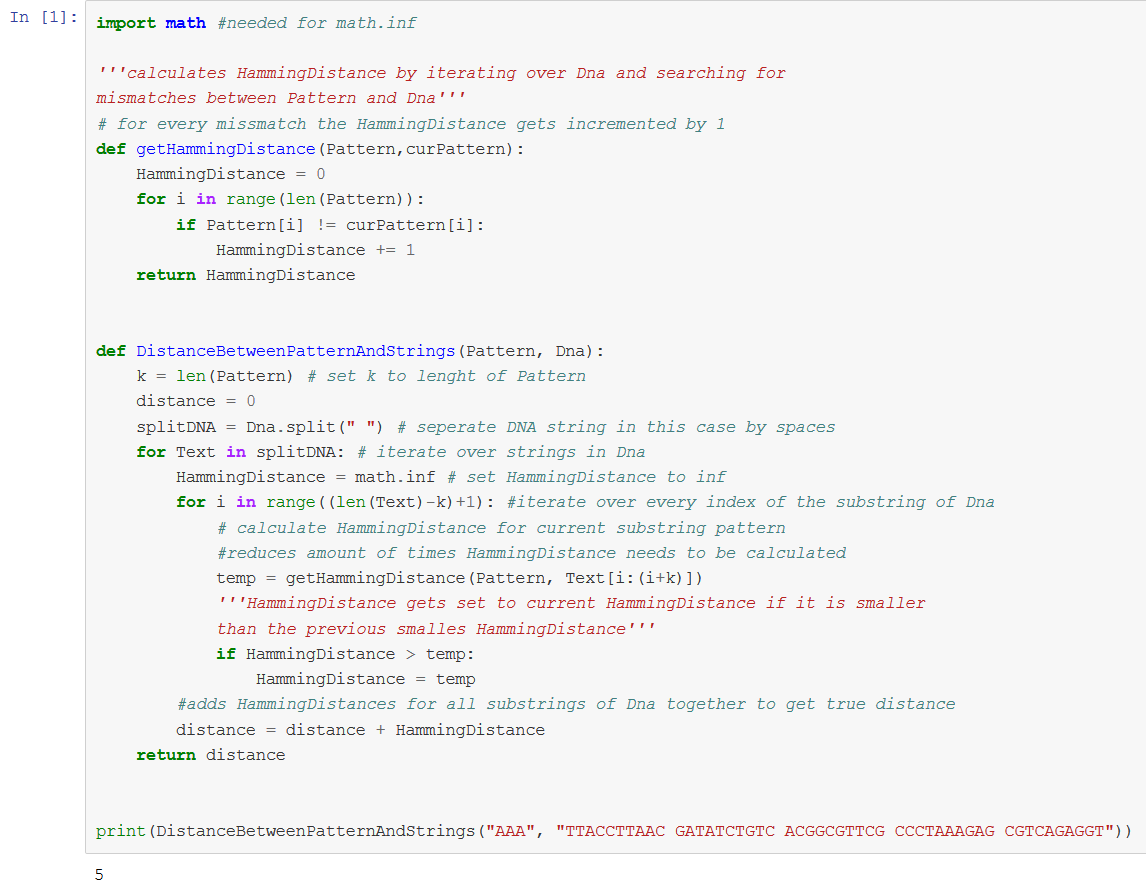 In [1]:
import math #needed for math.inf

'''calculates HammingDistance by iterating over Dna and searching for
mismatches between Pattern and Dna'''
# for every missmatch the HammingDistance gets incremented by 1
def getHammingDistance(Pattern,curPattern):
    HammingDistance = 0
    for i in range(len(Pattern)):
        if Pattern[i] != curPattern[i]:
            HammingDistance += 1
    return HammingDistance


def DistanceBetweenPatternAndStrings(Pattern, Dna):
    k = len(Pattern) # set k to lenght of Pattern
    distance = 0
    splitDNA = Dna.split(" ") # seperate DNA string in this case by spaces
    for Text in splitDNA: # iterate over strings in Dna
        HammingDistance = math.inf # set HammingDistance to inf
        for i in range((len(Text)-k)+1): #iterate over every index of the substring of Dna
            # calculate HammingDistance for current substring pattern
            #reduces amount of times HammingDistance needs to be calculated
            temp = getHammingDistance(Pattern, Text[i:(i+k)])
            '''HammingDistance gets set to current HammingDistance if it is smaller
            than the previous smalles HammingDistance'''
            if HammingDistance > temp:
                HammingDistance = temp
        #adds HammingDistances for all substrings of Dna together to get true distance
        distance = distance + HammingDistance
    return distance


print(DistanceBetweenPatternAndStrings("AAA", "TTACCTTAAC GATATCTGTC ACGGCGTTCG CCCTAAAGAG CGTCAGAGGT"))
5